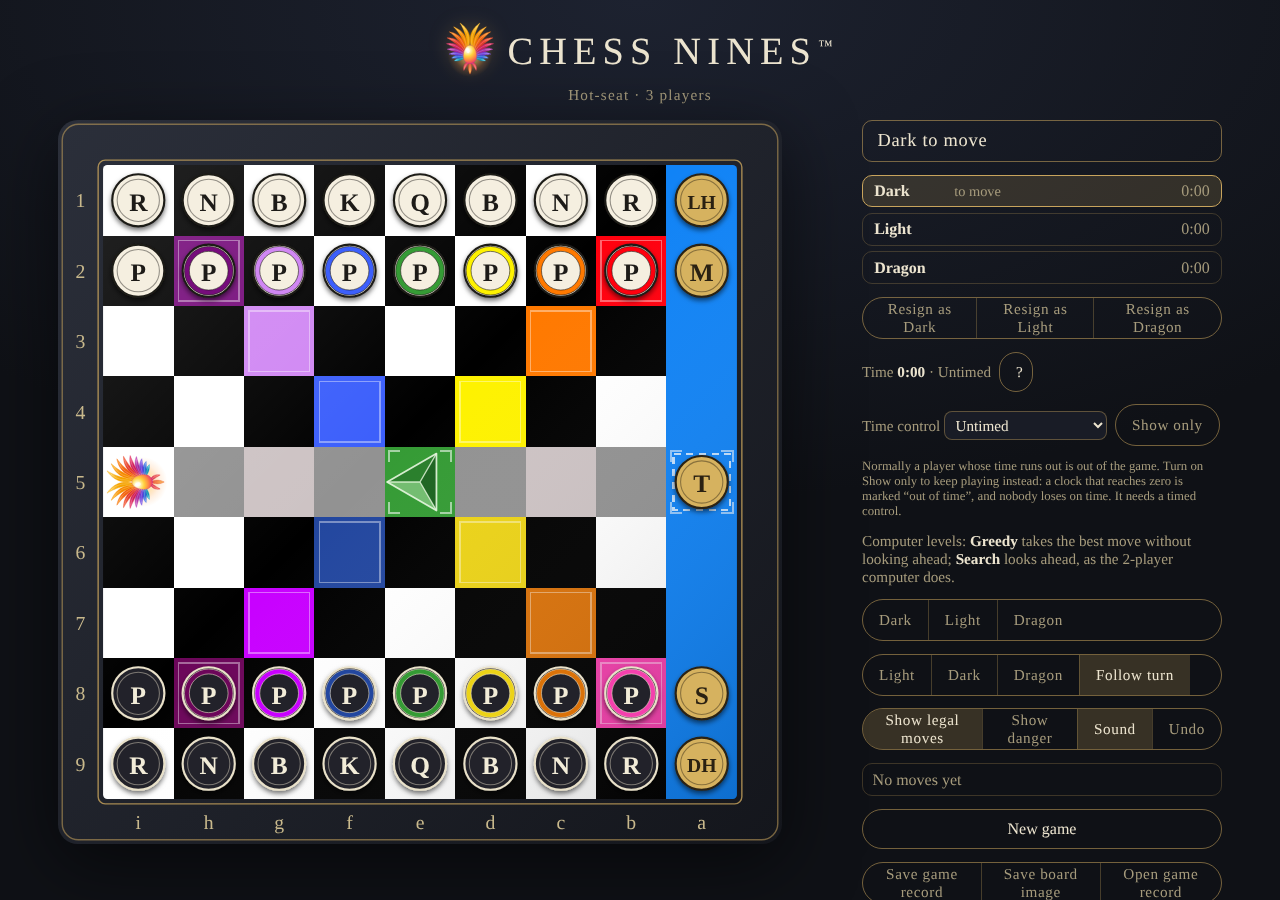 CHESS NINES™
Hot-seat · 3 players
1 R N B K Q B N R LH
2 P P P P P P P P M
3
4
5 T
6
7
8 P P P P P P P P S
9 R N B K Q B N R DH
i h g f e d c b a
Dark to move
Dark to move 0:00
Light 0:00
Dragon 0:00
Resign as Dark
Resign as Light
Resign as Dragon
Time 0:00 · Untimed ?
Time control Untimed Show only
Normally a player whose time runs out is out of the game. Turn on
Show only to keep playing instead: a clock that reaches zero is
marked “out of time”, and nobody loses on time. It needs a timed
control.
Computer levels: Greedy takes the best move without
looking ahead; Search looks ahead, as the 2-player
computer does.
Dark Light Dragon
Light Dark Dragon Follow turn
Show legal moves
Show danger
Sound
Undo
No moves yet
New game
Save game record
Save board image
Open game record